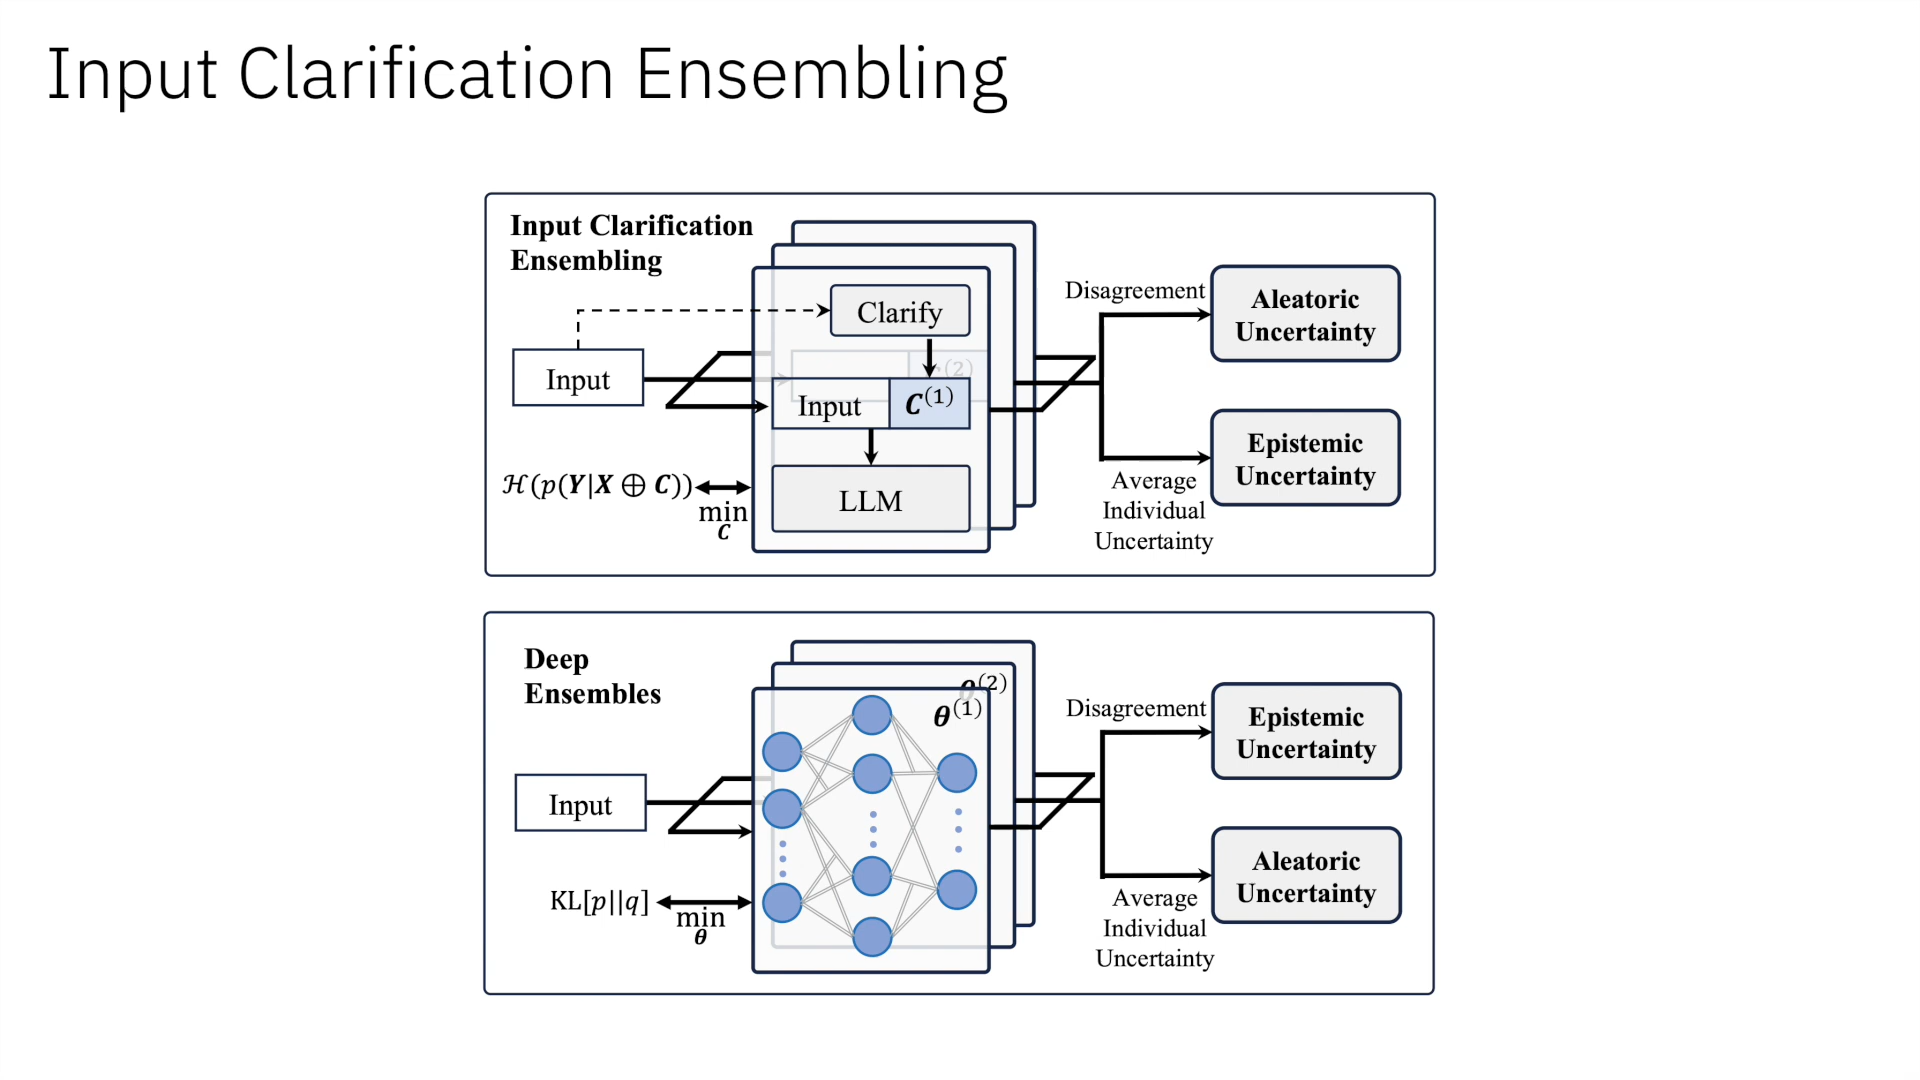 Input Clarification Ensembling
Input Clarification
Ensembling
Clarify
Input
Input
C⁽¹⁾
⁽²⁾
LLM
ℋ(p(Y|X ⊕ C))
min
C
Disagreement
Aleatoric
Uncertainty
Epistemic
Uncertainty
Average
Individual
Uncertainty
Deep
Ensembles
θ⁽²⁾
θ⁽¹⁾
Input
KL[p||q]
min
θ
Disagreement
Epistemic
Uncertainty
Aleatoric
Uncertainty
Average
Individual
Uncertainty